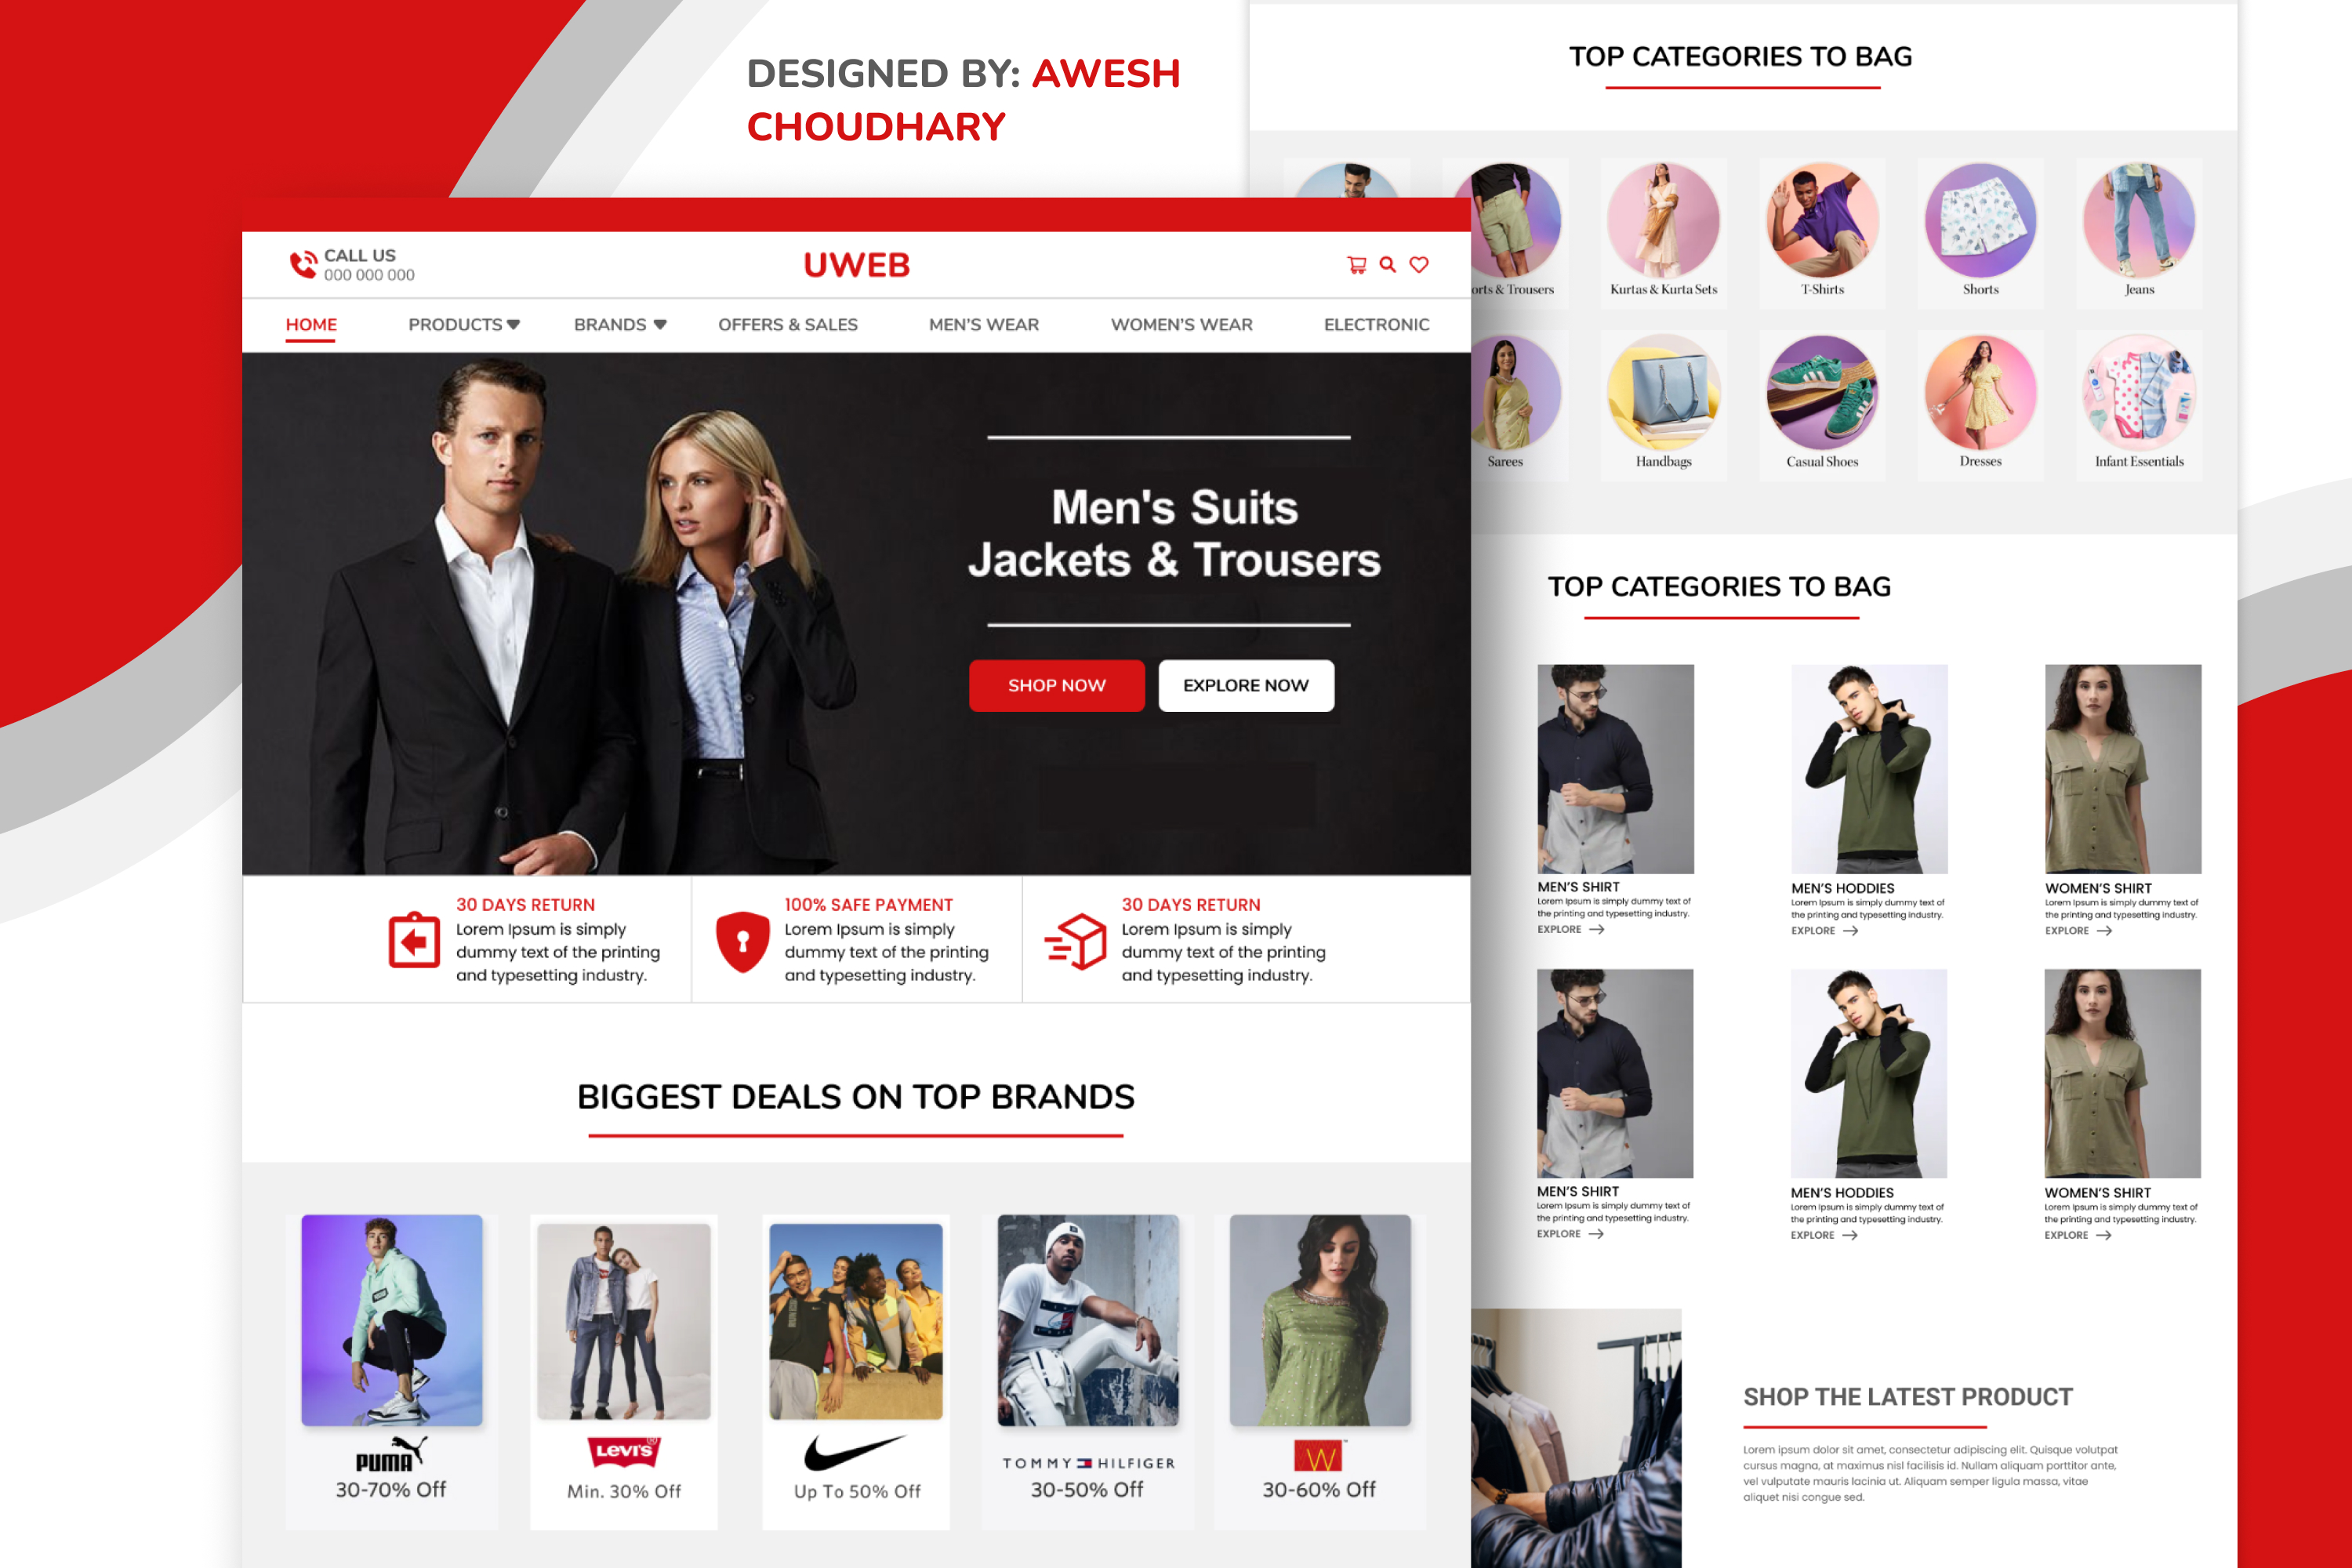 DESIGNED BY: AWESH
CHOUDHARY
CALL US
000 000 000
UWEB
HOME
PRODUCTS
BRANDS
OFFERS & SALES
MEN'S WEAR
WOMEN'S WEAR
ELECTRONIC
Men's Suits
Jackets & Trousers
SHOP NOW
EXPLORE NOW
30 DAYS RETURN
Lorem Ipsum is simply
dummy text of the printing
and typesetting industry.
100% SAFE PAYMENT
Lorem Ipsum is simply
dummy text of the printing
and typesetting industry.
30 DAYS RETURN
Lorem Ipsum is simply
dummy text of the printing
and typesetting industry.
BIGGEST DEALS ON TOP BRANDS
PUMA
30-70% Off
LEVI'S
Min. 30% Off
Up To 50% Off
TOMMY HILFIGER
30-50% Off
W
30-60% Off
TOP CATEGORIES TO BAG
orts & Trousers
Kurtas & Kurta Sets
T-Shirts
Shorts
Jeans
Sarees
Handbags
Casual Shoes
Dresses
Infant Essentials
TOP CATEGORIES TO BAG
MEN'S SHIRT
Lorem Ipsum is simply dummy text of
the printing and typesetting industry.
EXPLORE
MEN'S HODDIES
Lorem Ipsum is simply dummy text of
the printing and typesetting industry.
EXPLORE
WOMEN'S SHIRT
Lorem Ipsum is simply dummy text of
the printing and typesetting industry.
EXPLORE
MEN'S SHIRT
Lorem Ipsum is simply dummy text of
the printing and typesetting industry.
EXPLORE
MEN'S HODDIES
Lorem Ipsum is simply dummy text of
the printing and typesetting industry.
EXPLORE
WOMEN'S SHIRT
Lorem Ipsum is simply dummy text of
the printing and typesetting industry.
EXPLORE
SHOP THE LATEST PRODUCT
Lorem ipsum dolor sit amet, consectetur adipiscing elit. Quisque volutpat
cursus magna, at maximus nisl facilisis id. Nullam aliquam porttitor ante,
vel vulputate mauris lacinia ut. Aliquam semper ligula massa, vitae
aliquet nisi congue sed.